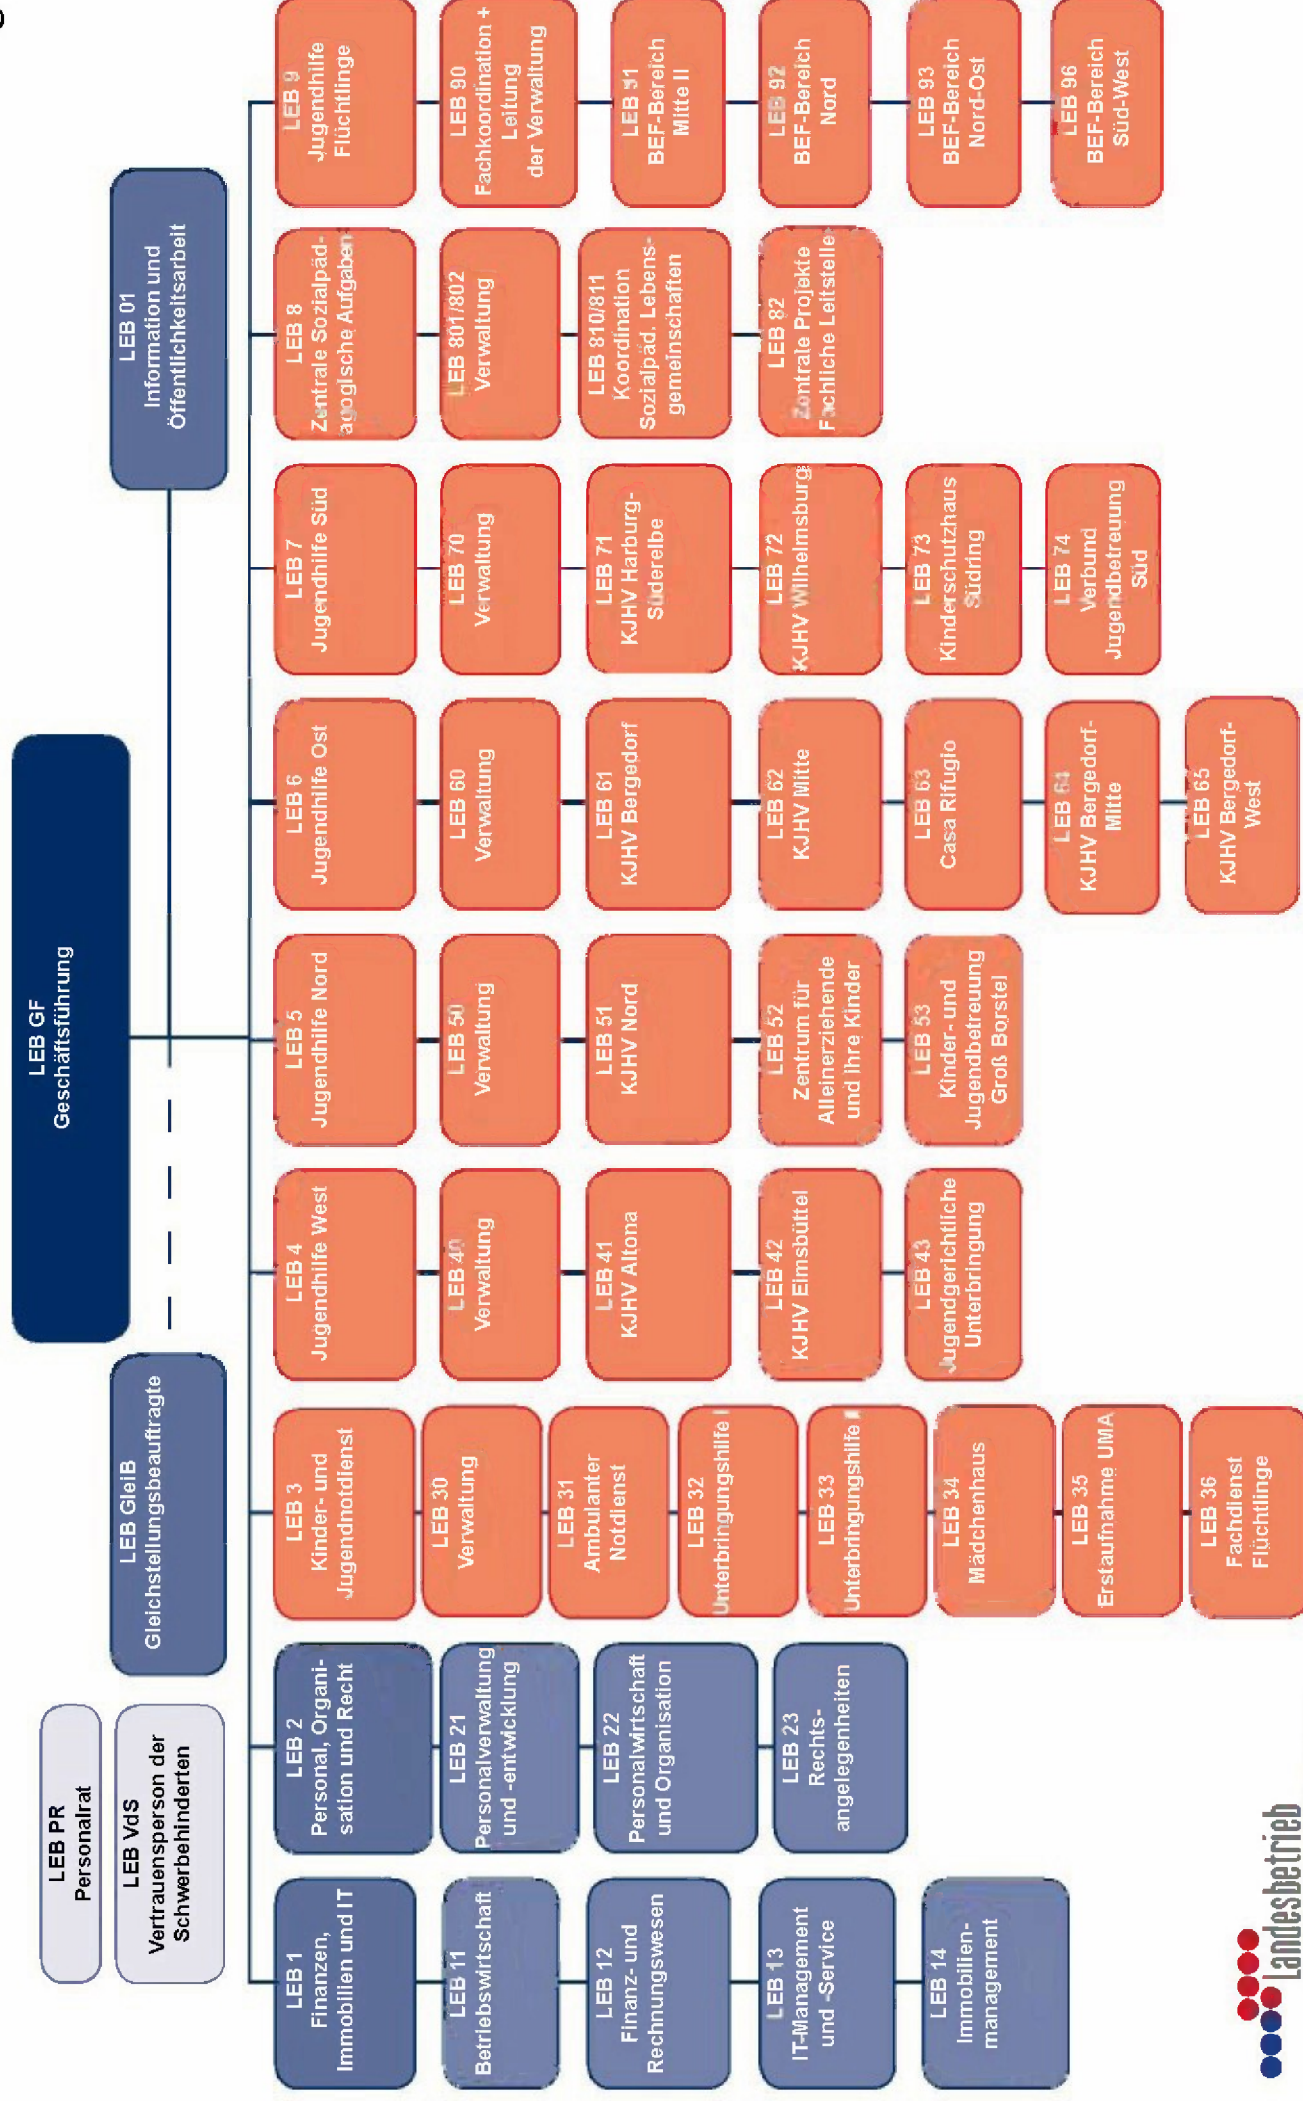 LEB PR
Personalrat
LEB VdS
Vertrauensperson der
Schwerbehinderten
LEB GleiB
Gleichstellungsbeauftragte
LEB GF
Geschäftsführung
LEB 01
Information und
Öffentlichkeitsarbeit
LEB 1
Finanzen,
Immobilien und IT
LEB 11
Betriebswirtschaft
LEB 12
Finanz- und
Rechnungswesen
LEB 13
IT-Management
und -Service
LEB 14
Immobilien-
management
LEB 2
Personal, Organi-
sation und Recht
LEB 21
Personalverwaltung
und -entwicklung
LEB 22
Personalwirtschaft
und Organisation
LEB 23
Rechts-
angelegenheiten
LEB 3
Kinder- und
Jugendnotdienst
LEB 30
Verwaltung
LEB 31
Ambulanter
Notdienst
LEB 32
Unterbringungshilfe I
LEB 33
Unterbringungshilfe II
LEB 34
Mädchenhaus
LEB 35
Erstaufnahme UMA
LEB 36
Fachdienst
Flüchtlinge
LEB 4
Jugendhilfe West
LEB 40
Verwaltung
LEB 41
KJHV Altona
LEB 42
KJHV Eimsbüttel
LEB 43
Jugendgerichtliche
Unterbringung
LEB 5
Jugendhilfe Nord
LEB 50
Verwaltung
LEB 51
KJHV Nord
LEB 52
Zentrum für
Alleinerziehende
und ihre Kinder
LEB 53
Kinder- und
Jugendbetreuung
Groß Borstel
LEB 6
Jugendhilfe Ost
LEB 60
Verwaltung
LEB 61
KJHV Bergedorf
LEB 62
KJHV Mitte
LEB 63
Casa Rifugio
LEB 64
KJHV Bergedorf-
Mitte
LEB 65
KJHV Bergedorf-
West
LEB 7
Jugendhilfe Süd
LEB 70
Verwaltung
LEB 71
KJHV Harburg-
Süderelbe
LEB 72
KJHV Wilhelmsburg
LEB 73
Kinderschutzhaus
Südring
LEB 74
Verbund
Jugendbetreuung
Süd
LEB 8
Zentrale Sozialpäd-
agogische Aufgaben
LEB 801/802
Verwaltung
LEB 810/811
Koordination
Sozialpäd. Lebens-
gemeinschaften
LEB 82
Zentrale Projekte
Fachliche Leitstelle
LEB 9
Jugendhilfe
Flüchtlinge
LEB 90
Fachkoordination +
Leitung
der Verwaltung
LEB 91
BEF-Bereich
Mitte II
LEB 92
BEF-Bereich
Nord
LEB 93
BEF-Bereich
Nord-Ost
LEB 96
BEF-Bereich
Süd-West
Landesbetrieb